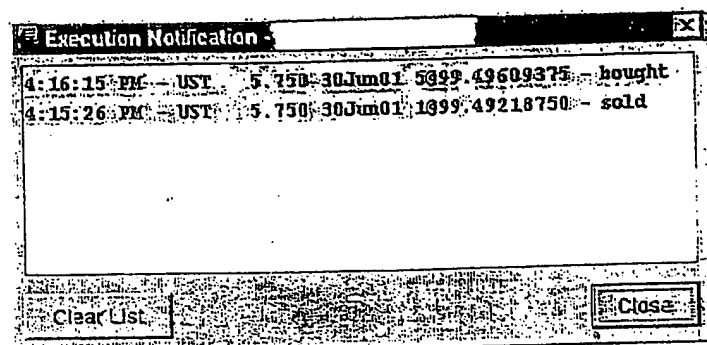 Execution Notification -
4:16:15 PM - UST 5.750 30Jun01 5@99.49609375 - bought
4:15:26 PM - UST 5.750 30Jun01 1@99.49218750 - sold
Clear List
Close